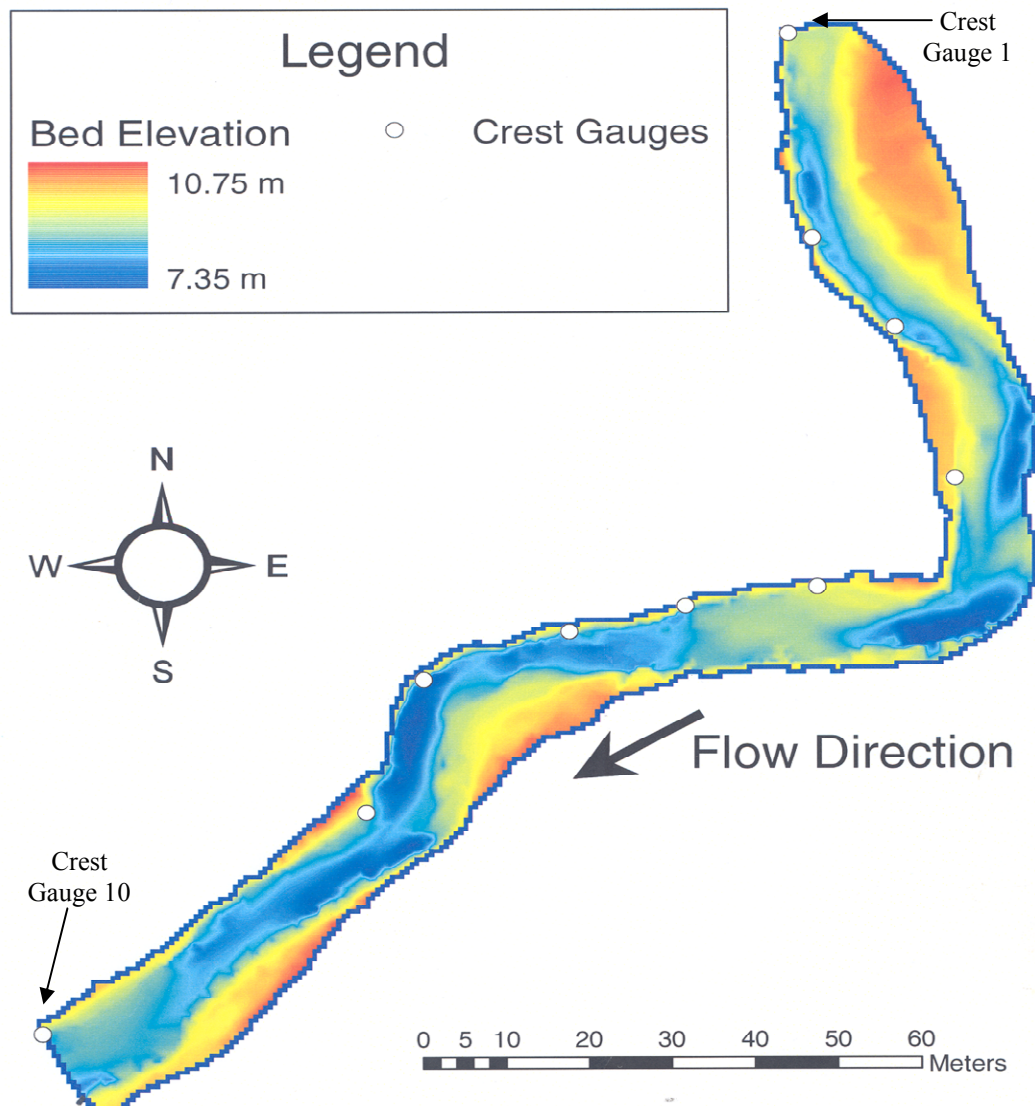 Legend
Bed Elevation
10.75 m
7.35 m
Crest Gauges
Crest
Gauge 1
N
W
E
S
Flow Direction
Crest
Gauge 10
0 5 10 20 30 40 50 60
Meters